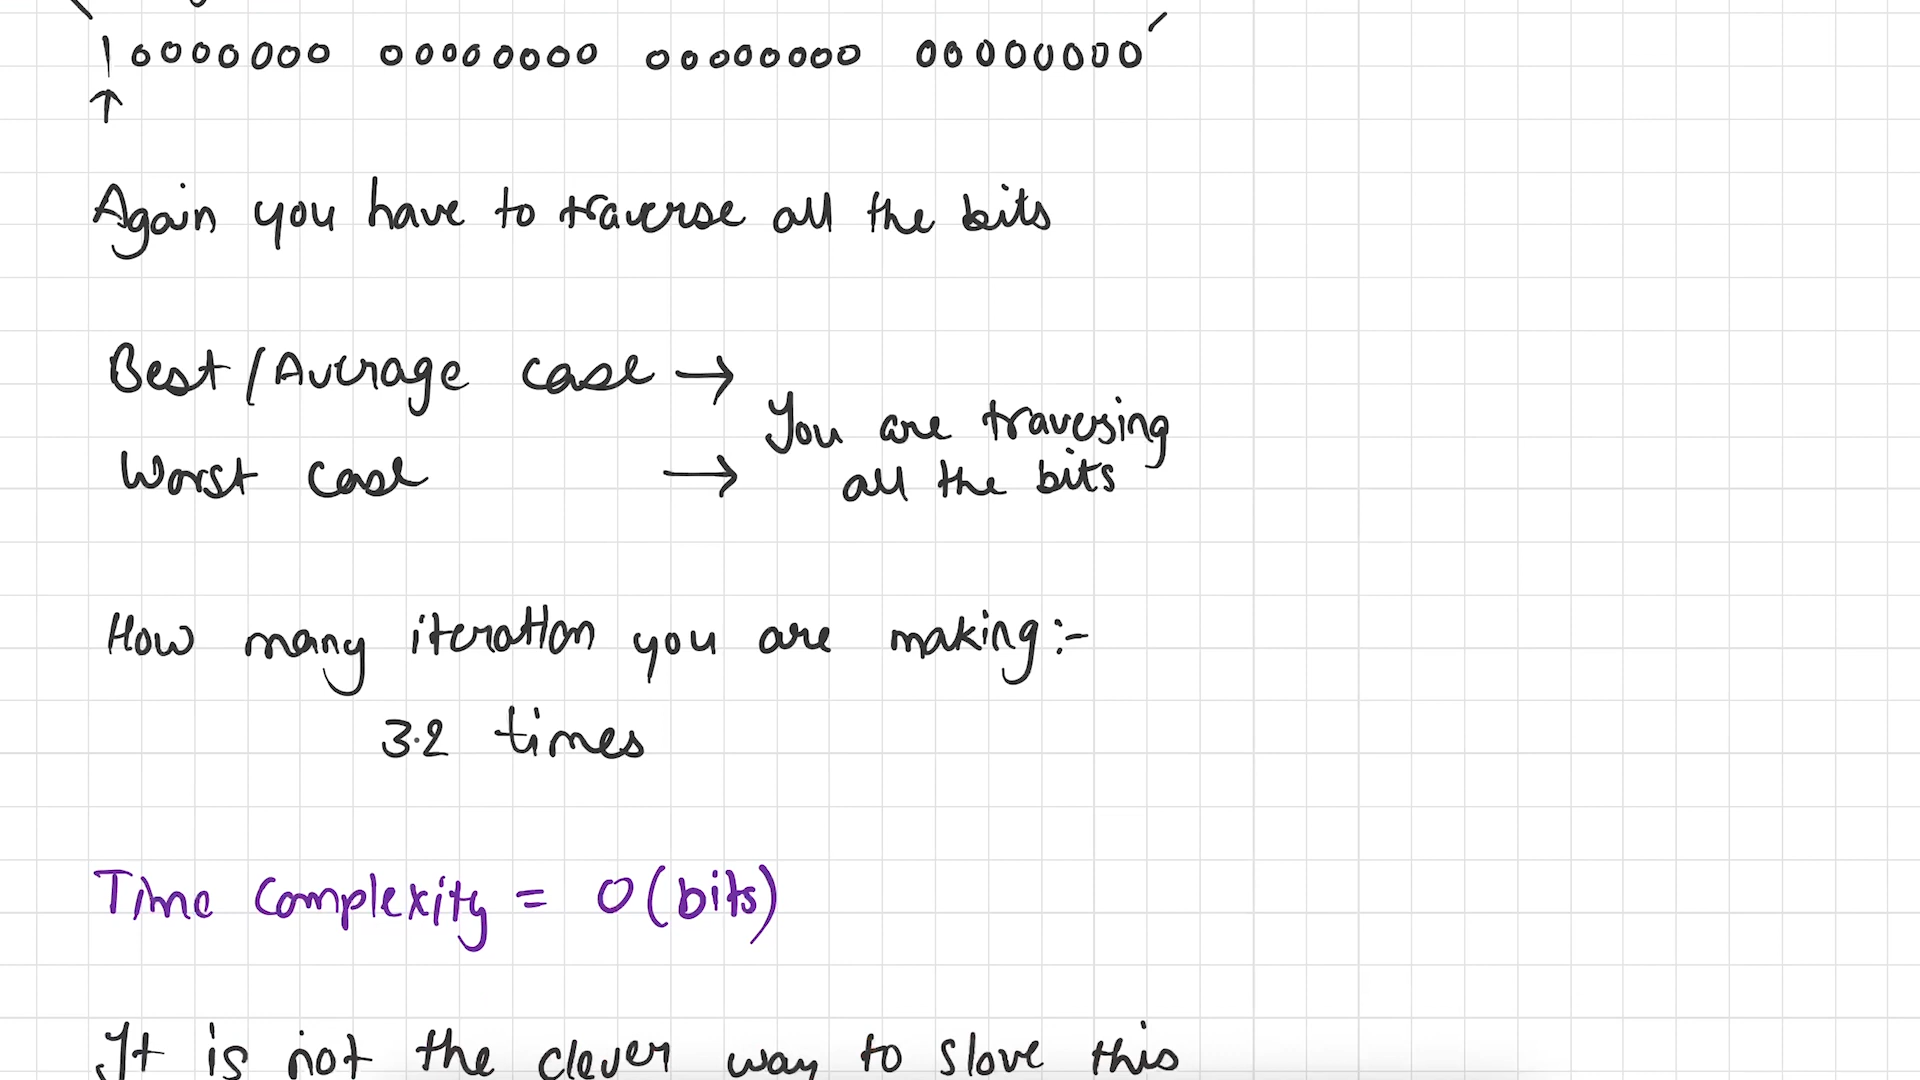 10000000 00000000 00000000 00000000
Again you have to traverse all the bits
Best/Average case →
You are traversing
Worst case →
all the bits
How many iteration you are making:-
3.2 times
Time Complexity = O(bits)
It is not the clever way to slove this